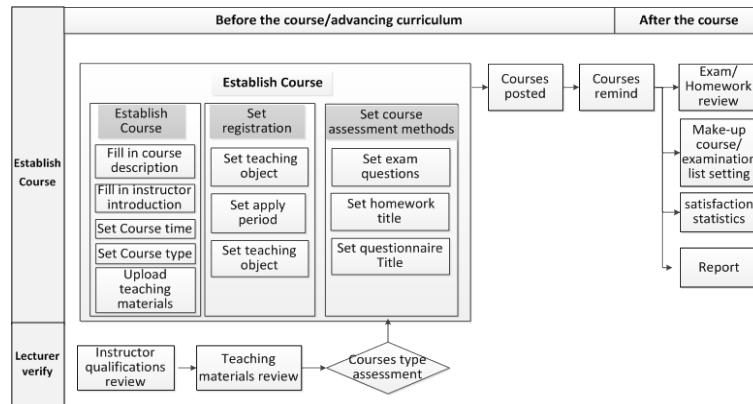 Before the course/advancing curriculum
After the course
Establish
Course
Establish Course
Establish
Course
Fill in course
description
Fill in instructor
introduction
Set Course time
Set Course type
Upload
teaching
materials
Set
registration
Set teaching
object
Set apply
period
Set teaching
object
Set course
assessment methods
Set exam
questions
Set homework
title
Set questionnaire
Title
Courses
posted
Courses
remind
Exam/
Homework
review
Make-up
course/
examination
list setting
satisfaction
statistics
Report
Lecturer
verify
Instructor
qualifications
review
Teaching
materials review
Courses type
assessment